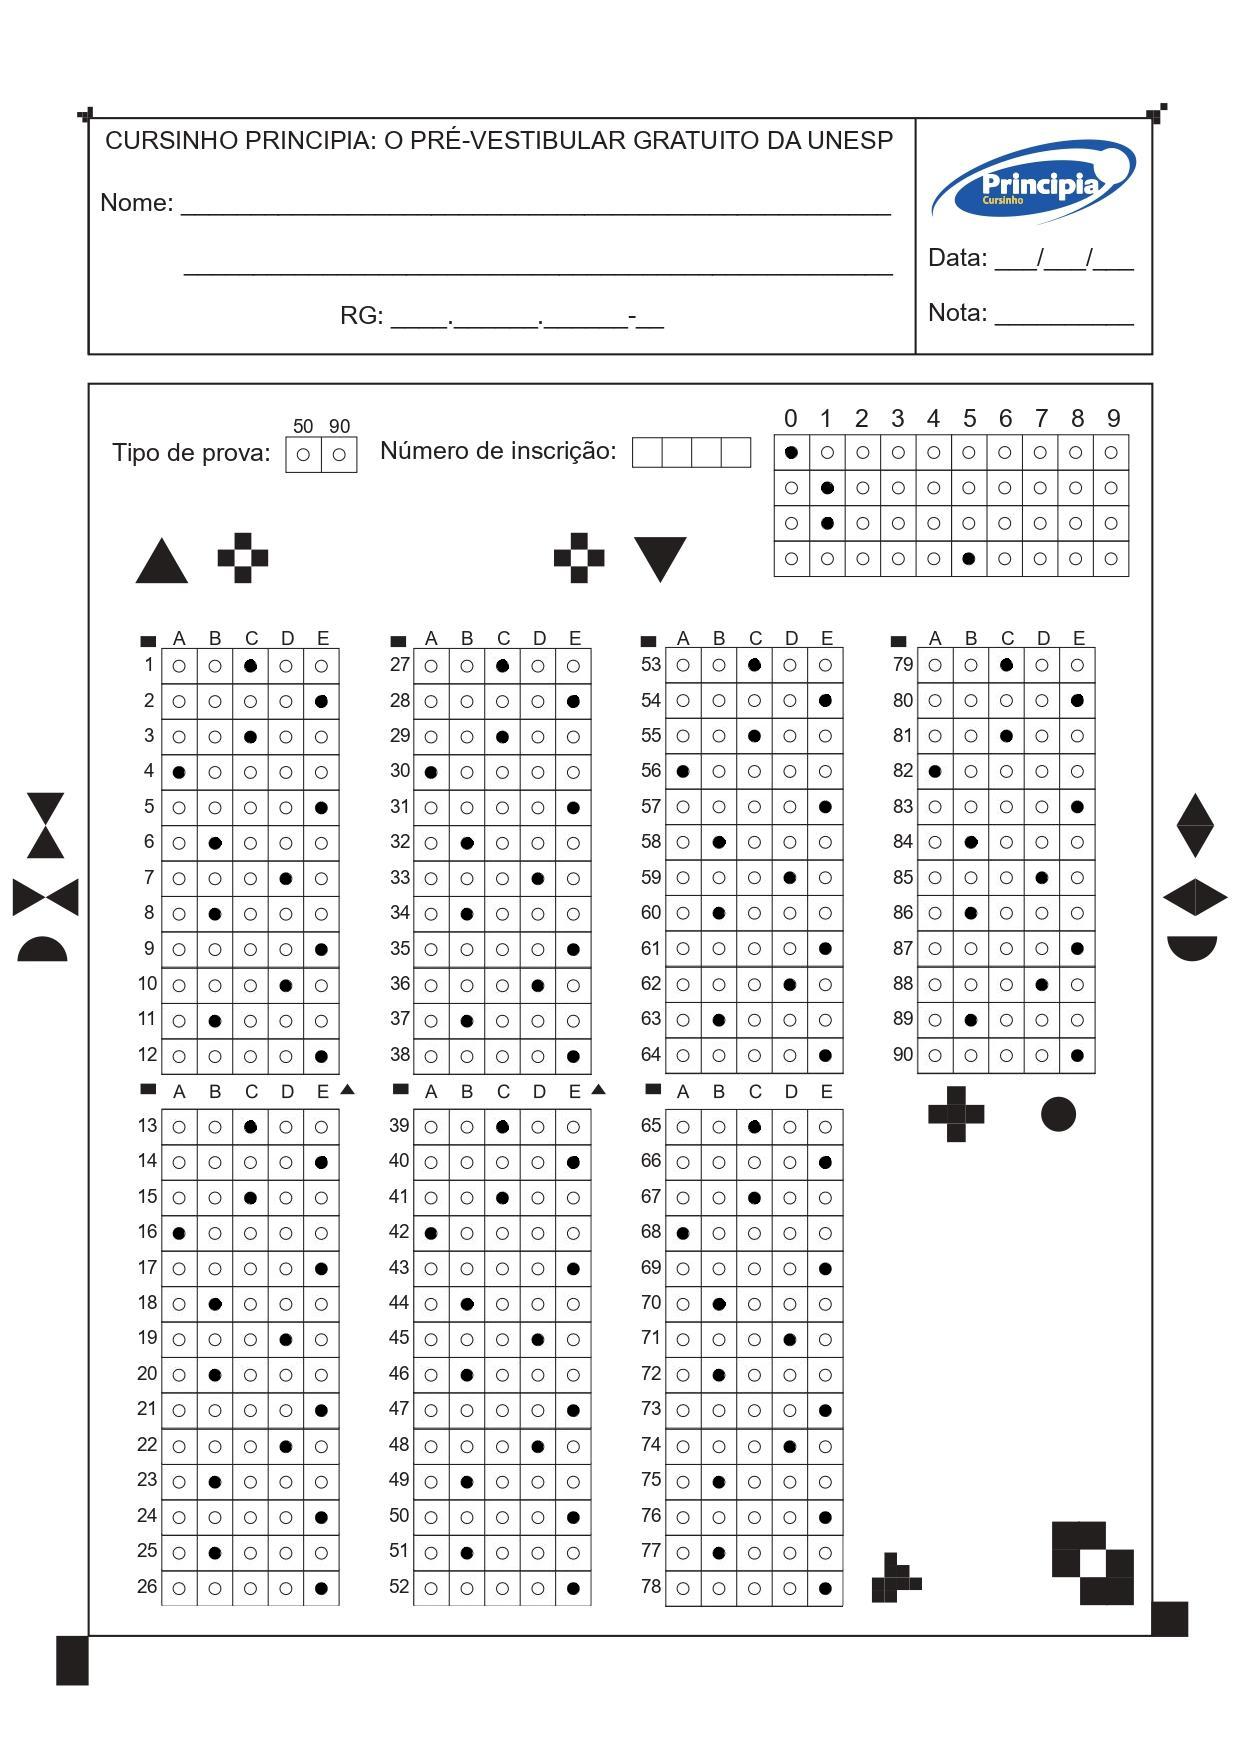 CURSINHO PRINCIPIA: O PRÉ-VESTIBULAR GRATUITO DA UNESP
Principia
Cursinho
Nome:
Data: ___/___/___
RG: ____.______.______-__
Nota:
0 1 2 3 4 5 6 7 8 9
50 90
Tipo de prova:
Número de inscrição:
A B C D E A B C D E A B C D E A B C D E
1 27 53 79
2 28 54 80
3 29 55 81
4 30 56 82
5 31 57 83
6 32 58 84
7 33 59 85
8 34 60 86
9 35 61 87
10 36 62 88
11 37 63 89
12 38 64 90
A B C D E A B C D E A B C D E
13 39 65
14 40 66
15 41 67
16 42 68
17 43 69
18 44 70
19 45 71
20 46 72
21 47 73
22 48 74
23 49 75
24 50 76
25 51 77
26 52 78